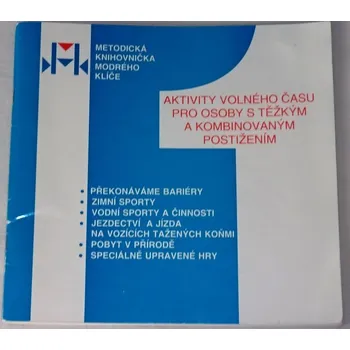 METODICKÁ
KNIHOVNIČKA
MODRÉHO
KLÍČE
AKTIVITY VOLNÉHO ČASU
PRO OSOBY S TĚŽKÝM
A KOMBINOVANÝM
POSTIŽENÍM
• PŘEKONÁVÁME BARIÉRY
• ZIMNÍ SPORTY
• VODNÍ SPORTY A ČINNOSTI
• JEZDECTVÍ A JÍZDA
NA VOZÍCÍCH TAŽENÝCH KOŇMI
• POBYT V PŘÍRODĚ
• SPECIÁLNĚ UPRAVENÉ HRY